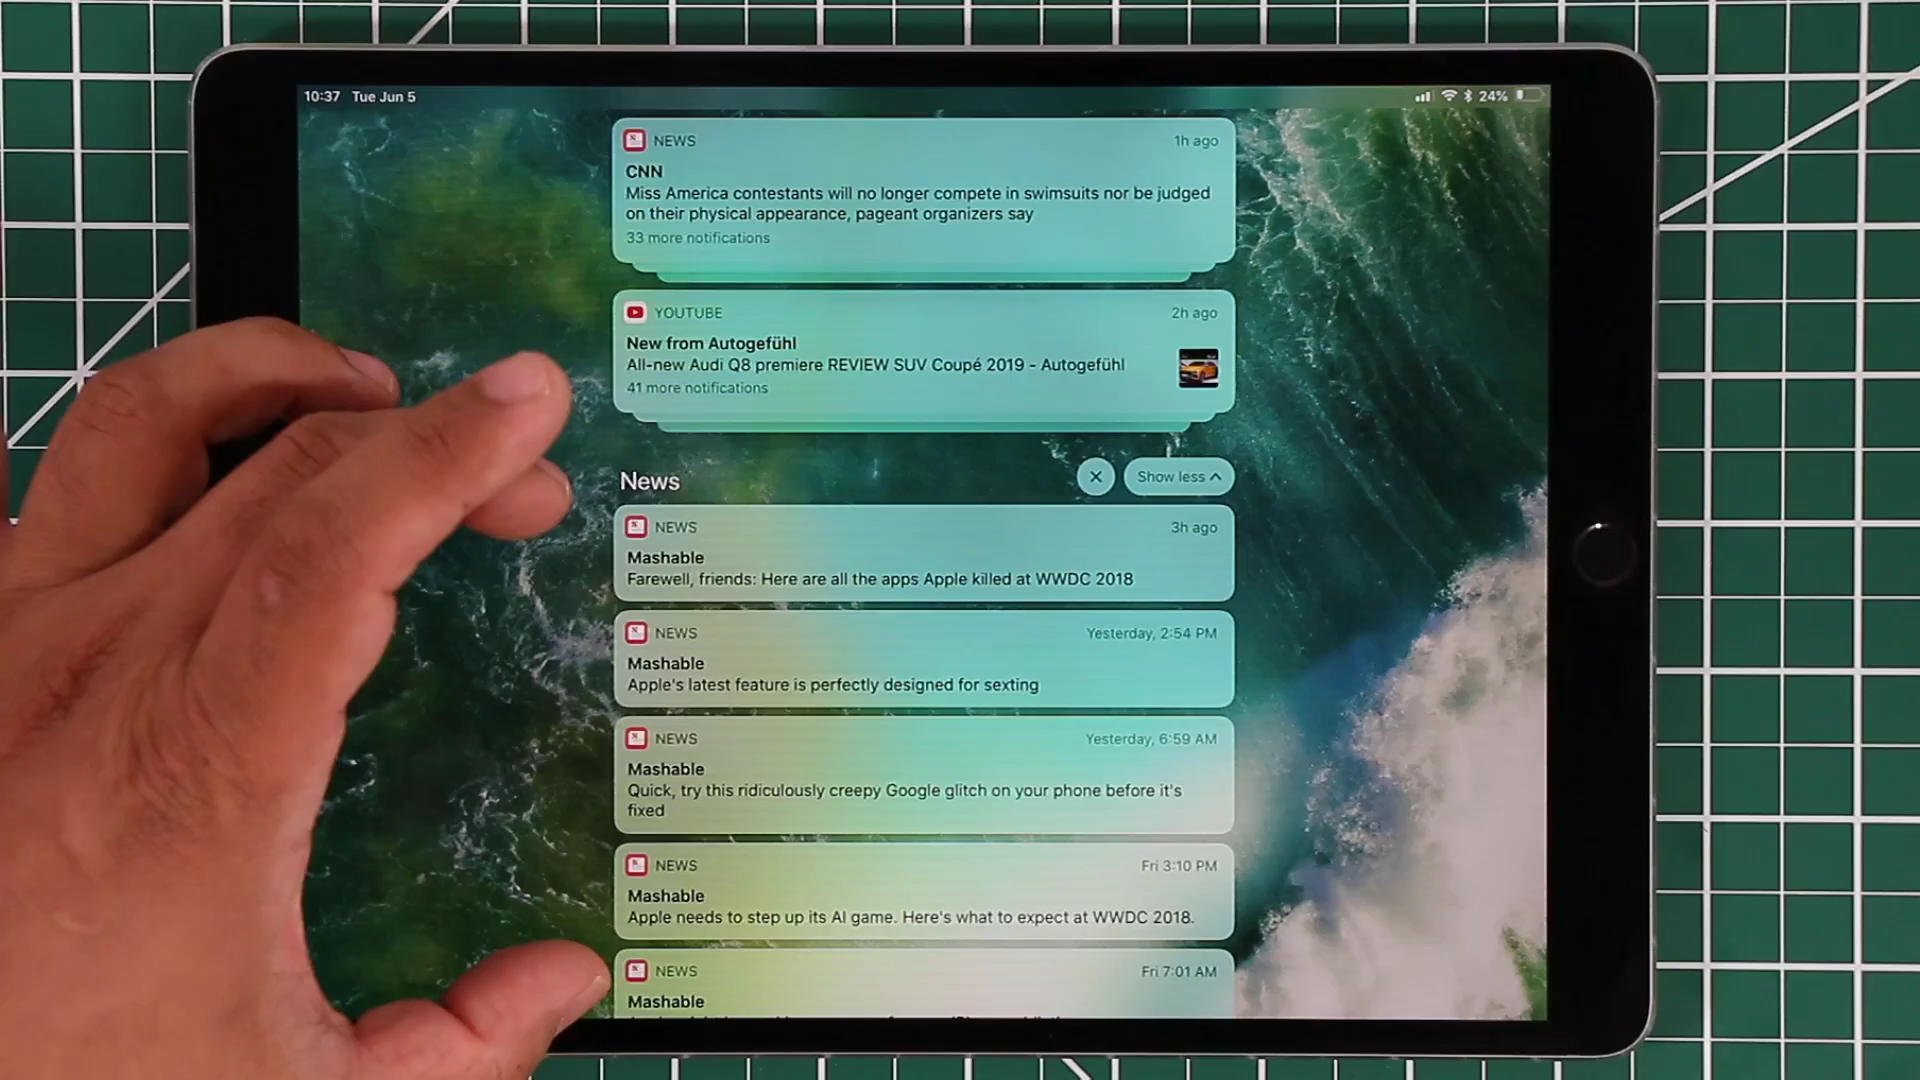 10:37 Tue Jun 5
24%
NEWS 1h ago
CNN
Miss America contestants will no longer compete in swimsuits nor be judged
on their physical appearance, pageant organizers say
33 more notifications
YOUTUBE 2h ago
New from Autogefühl
All-new Audi Q8 premiere REVIEW SUV Coupé 2019 - Autogefühl
41 more notifications
News
Show less
NEWS 3h ago
Mashable
Farewell, friends: Here are all the apps Apple killed at WWDC 2018
NEWS Yesterday, 2:54 PM
Mashable
Apple's latest feature is perfectly designed for sexting
NEWS Yesterday, 6:59 AM
Mashable
Quick, try this ridiculously creepy Google glitch on your phone before it's
fixed
NEWS Fri 3:10 PM
Mashable
Apple needs to step up its AI game. Here's what to expect at WWDC 2018.
NEWS Fri 7:01 AM
Mashable